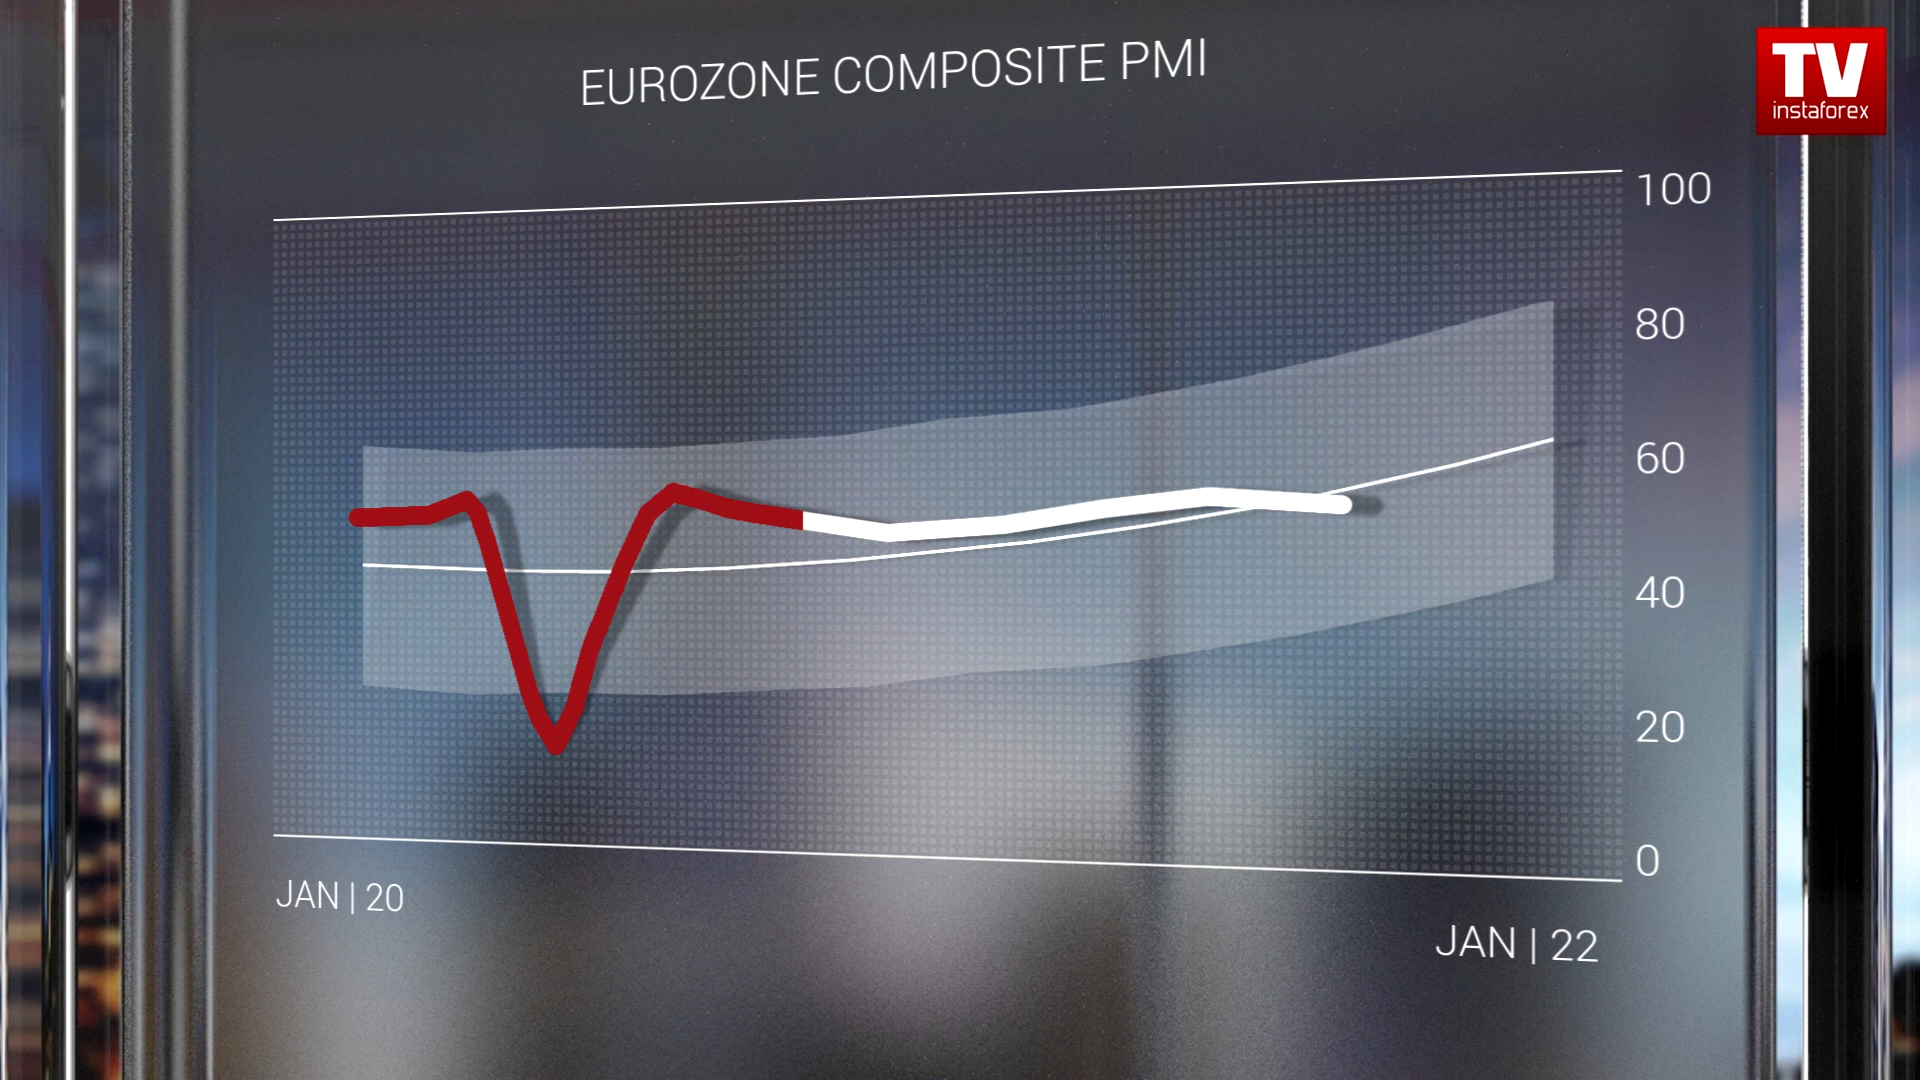 EUROZONE COMPOSITE PMI
TV
instaforex
100
80
60
40
20
0
JAN | 20
JAN | 22